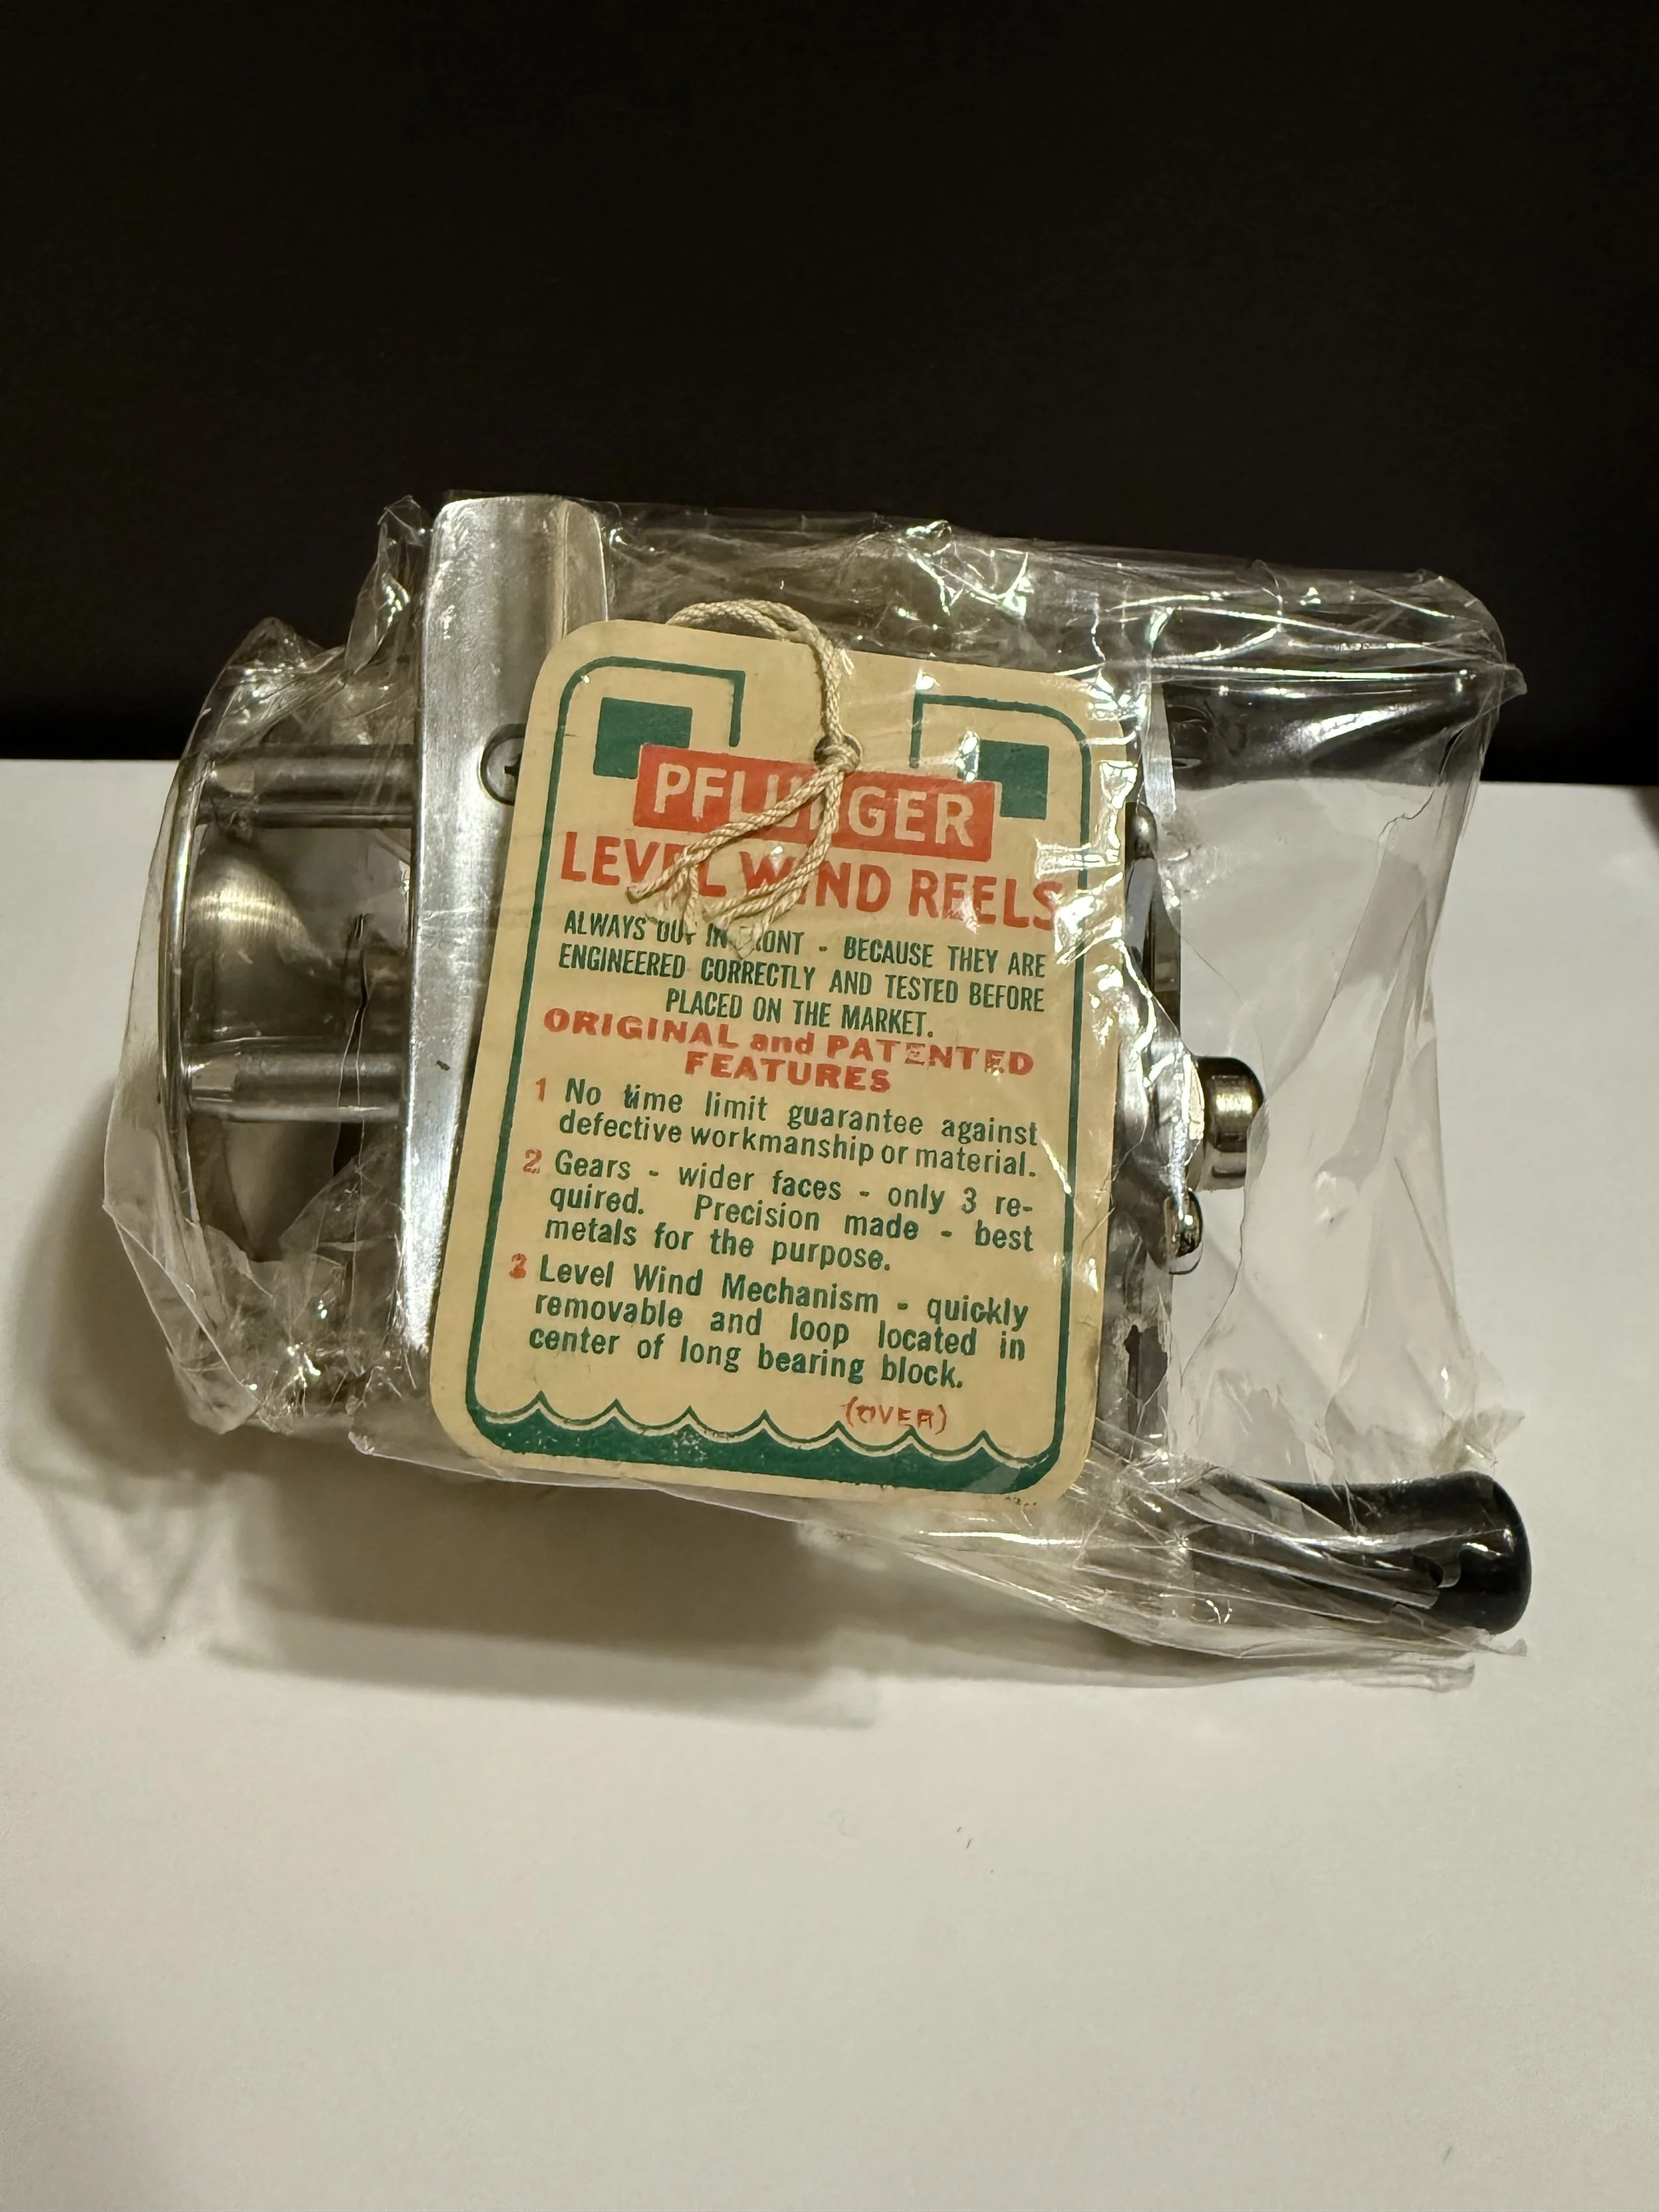 PFLUEGER
LEVEL WIND REELS
ALWAYS OUT IN FRONT - BECAUSE THEY ARE
ENGINEERED CORRECTLY AND TESTED BEFORE
PLACED ON THE MARKET.
ORIGINAL and PATENTED
FEATURES
1 No time limit guarantee against
defective workmanship or material.
2 Gears - wider faces - only 3 re-
quired. Precision made - best
metals for the purpose.
3 Level Wind Mechanism - quickly
removable and loop located in
center of long bearing block.
(OVER)